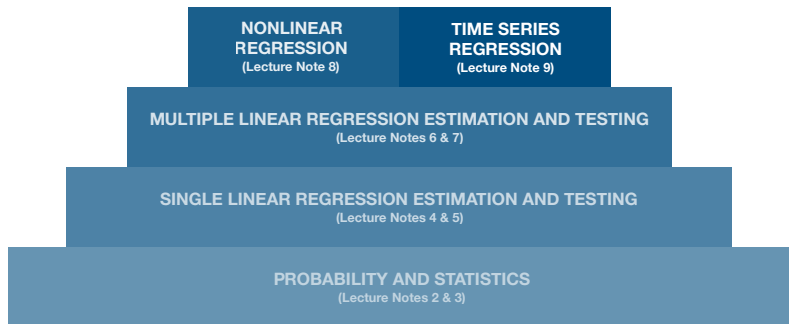 NONLINEAR
REGRESSION
(Lecture Note 8)
TIME SERIES
REGRESSION
(Lecture Note 9)
MULTIPLE LINEAR REGRESSION ESTIMATION AND TESTING
(Lecture Notes 6 & 7)
SINGLE LINEAR REGRESSION ESTIMATION AND TESTING
(Lecture Notes 4 & 5)
PROBABILITY AND STATISTICS
(Lecture Notes 2 & 3)